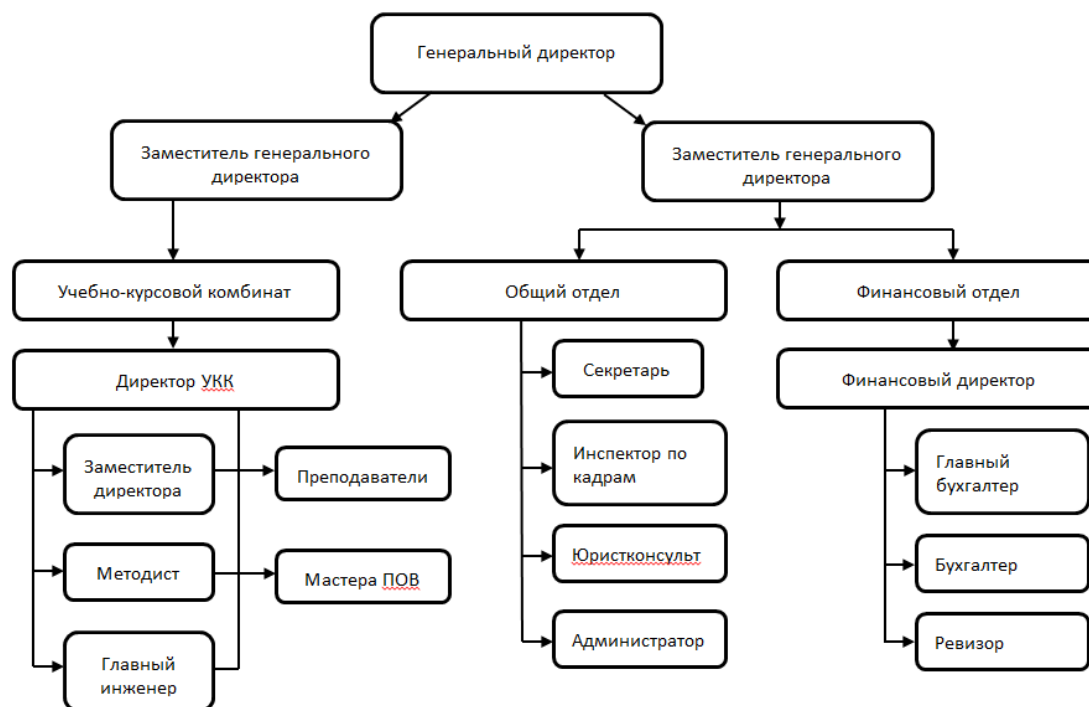 Генеральный директор
Заместитель генерального
директора
Заместитель генерального
директора
Учебно-курсовой комбинат
Общий отдел
Финансовый отдел
Директор УКК
Секретарь
Финансовый директор
Заместитель
директора
Преподаватели
Инспектор по
кадрам
Главный
бухгалтер
Методист
Мастера ПОВ
Юристконсульт
Бухгалтер
Главный
инженер
Администратор
Ревизор